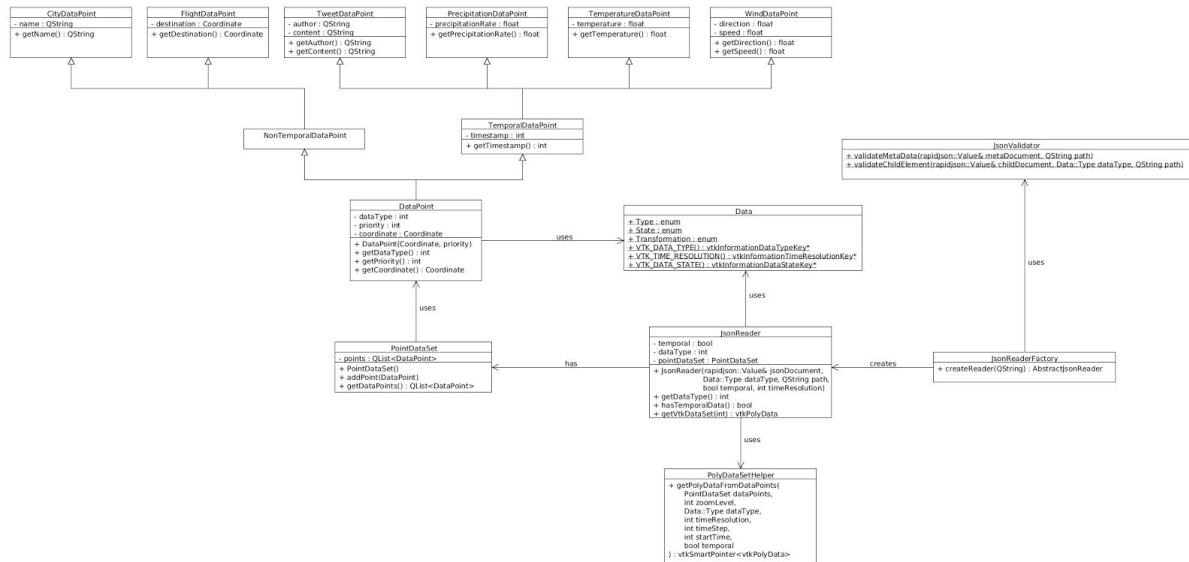 CityDataPoint
- name : QString
+ getName() : QString
FlightDataPoint
- destination : Coordinate
+ getDestination() : Coordinate
TweetDataPoint
- author : QString
- content : QString
+ getAuthor() : QString
+ getContent() : QString
PrecipitationDataPoint
- precipitationRate : float
+ getPrecipitationRate() : float
TemperatureDataPoint
- temperature : float
+ getTemperature() : float
WindDataPoint
- direction : float
- speed : float
+ getDirection() : float
+ getSpeed() : float
NonTemporalDataPoint
TemporalDataPoint
- timestamp : int
+ getTimestamp() : int
JsonValidator
+ validateMetaData(rapidjson::Value& metaDocument, QString path)
+ validateChildElement(rapidjson::Value& childDocument, Data::Type dataType, QString path)
DataPoint
- dataType : int
- priority : int
- coordinate : Coordinate
+ DataPoint(Coordinate, priority)
+ getDataType() : int
+ getPriority() : int
+ getCoordinate() : Coordinate
uses
Data
+ Type : enum
+ State : enum
+ Transformation : enum
+ VTK_DATA_TYPE() : vtkInformationDataTypeKey*
+ VTK_TIME_RESOLUTION() : vtkInformationTimeResolutionKey*
+ VTK_DATA_STATE() : vtkInformationDataStateKey*
uses
uses
uses
PointDataSet
- points : QList<DataPoint>
+ PointDataSet()
+ addPoint(DataPoint)
+ getDataPoints() : QList<DataPoint>
has
JsonReader
- temporal : bool
- dataType : int
- pointDataSet : PointDataSet
+ JsonReader(rapidjson::Value& jsonDocument,
Data::Type dataType, QString path,
bool temporal, int timeResolution)
+ getDataType() : int
+ hasTemporalData() : bool
+ getVtkDataSet(int) : vtkPolyData
creates
JsonReaderFactory
+ createReader(QString) : AbstractJsonReader
uses
PolyDataSetHelper
+ getPolyDataFromDataPoints(
PointDataSet dataPoints,
int zoomLevel,
Data::Type dataType,
int timeResolution,
int timeStep,
int startTime,
bool temporal
) : vtkSmartPointer<vtkPolyData>